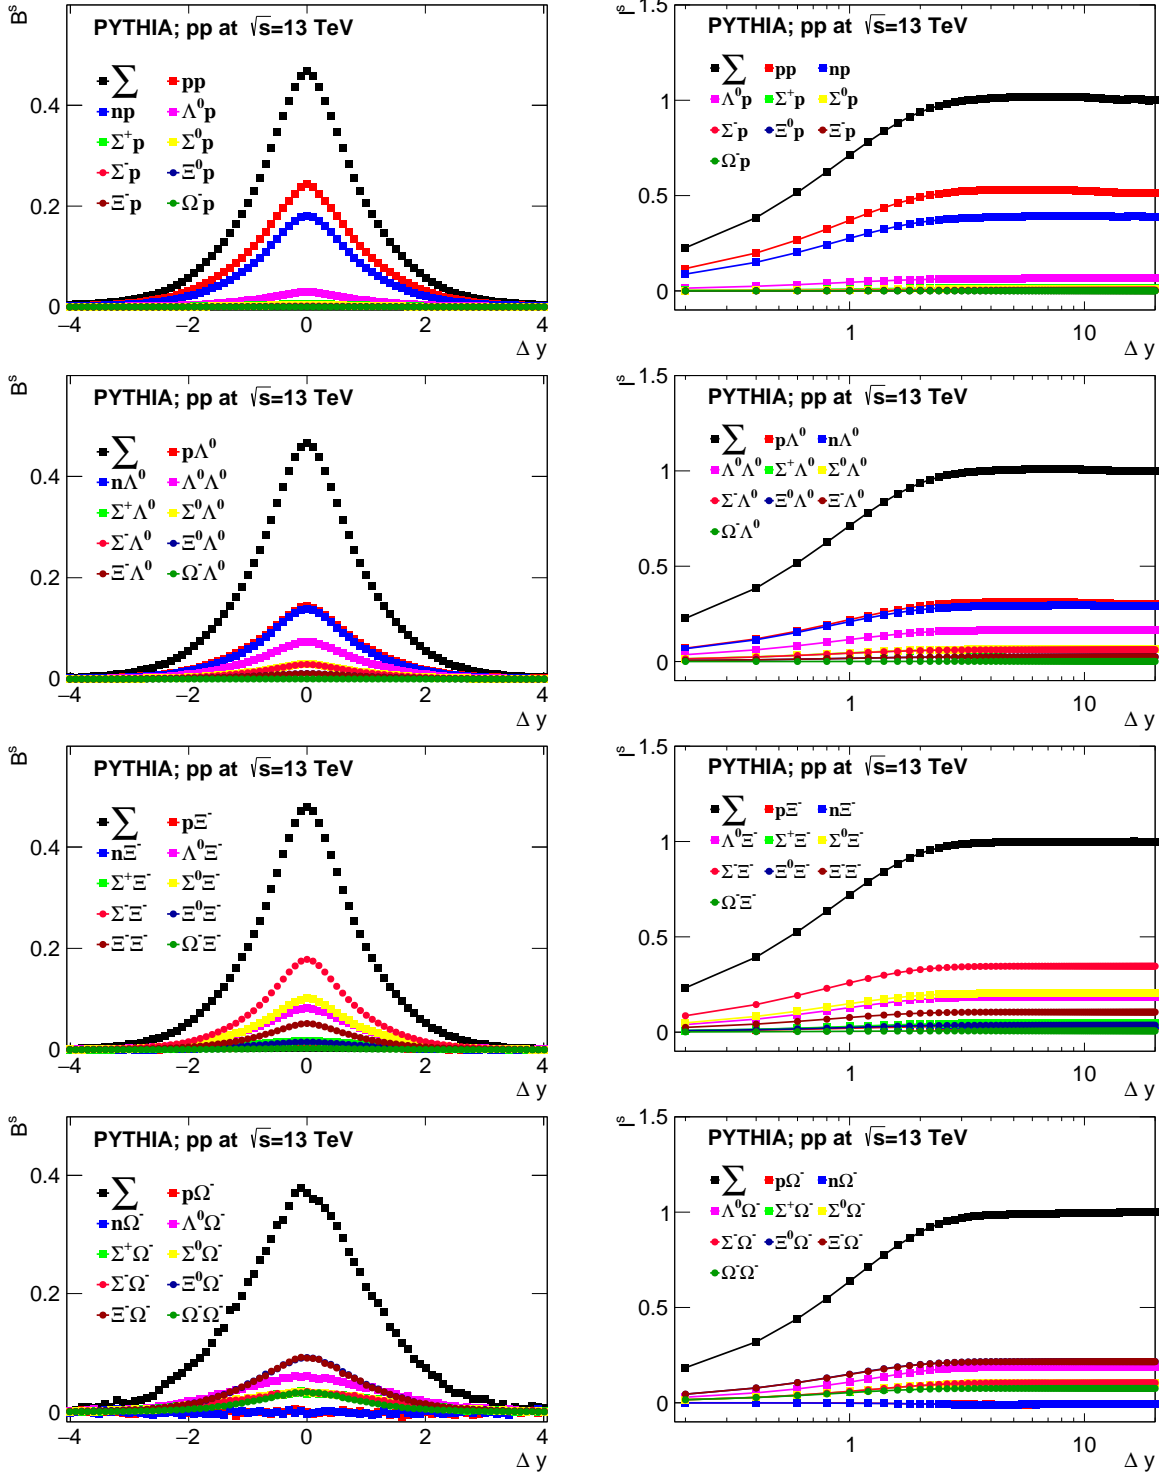 B^s
PYTHIA; pp at √s=13 TeV
∑ pp
np Λ⁰p
Σ⁺p Σ⁰p
Σ⁻p Ξ⁰p
Ξ⁻p Ω⁻p
0.4
0.2
0
−4 −2 0 2 4
Δ y
I^s
1.5
PYTHIA; pp at √s=13 TeV
∑ pp np
Λ⁰p Σ⁺p Σ⁰p
Σ⁻p Ξ⁰p Ξ⁻p
Ω⁻p
1
0.5
0
1 10
Δ y
B^s
PYTHIA; pp at √s=13 TeV
∑ pΛ⁰
nΛ⁰ Λ⁰Λ⁰
Σ⁺Λ⁰ Σ⁰Λ⁰
Σ⁻Λ⁰ Ξ⁰Λ⁰
Ξ⁻Λ⁰ Ω⁻Λ⁰
0.4
0.2
0
−4 −2 0 2 4
Δ y
I^s
1.5
PYTHIA; pp at √s=13 TeV
∑ pΛ⁰ nΛ⁰
Λ⁰Λ⁰ Σ⁺Λ⁰ Σ⁰Λ⁰
Σ⁻Λ⁰ Ξ⁰Λ⁰ Ξ⁻Λ⁰
Ω⁻Λ⁰
1
0.5
0
1 10
Δ y
B^s
PYTHIA; pp at √s=13 TeV
∑ pΞ⁻
nΞ⁻ Λ⁰Ξ⁻
Σ⁺Ξ⁻ Σ⁰Ξ⁻
Σ⁻Ξ⁻ Ξ⁰Ξ⁻
Ξ⁻Ξ⁻ Ω⁻Ξ⁻
0.4
0.2
0
−4 −2 0 2 4
Δ y
I^s
1.5
PYTHIA; pp at √s=13 TeV
∑ pΞ⁻ nΞ⁻
Λ⁰Ξ⁻ Σ⁺Ξ⁻ Σ⁰Ξ⁻
Σ⁻Ξ⁻ Ξ⁰Ξ⁻ Ξ⁻Ξ⁻
Ω⁻Ξ⁻
1
0.5
0
1 10
Δ y
B^s
PYTHIA; pp at √s=13 TeV
∑ pΩ⁻
nΩ⁻ Λ⁰Ω⁻
Σ⁺Ω⁻ Σ⁰Ω⁻
Σ⁻Ω⁻ Ξ⁰Ω⁻
Ξ⁻Ω⁻ Ω⁻Ω⁻
0.4
0.2
0
−4 −2 0 2 4
Δ y
I^s
1.5
PYTHIA; pp at √s=13 TeV
∑ pΩ⁻ nΩ⁻
Λ⁰Ω⁻ Σ⁺Ω⁻ Σ⁰Ω⁻
Σ⁻Ω⁻ Ξ⁰Ω⁻ Ξ⁻Ω⁻
Ω⁻Ω⁻
1
0.5
0
1 10
Δ y